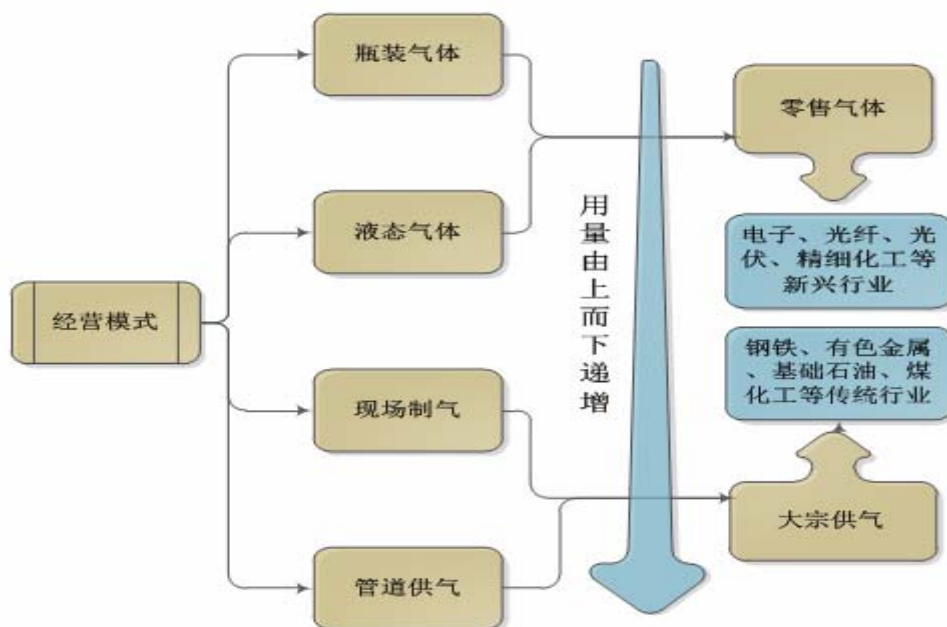 瓶装气体
零售气体
液态气体
用量由上而下递增
电子、光纤、光
伏、精细化工等
新兴行业
经营模式
钢铁、有色金属
、基础石油、煤
化工等传统行业
现场制气
大宗供气
管道供气